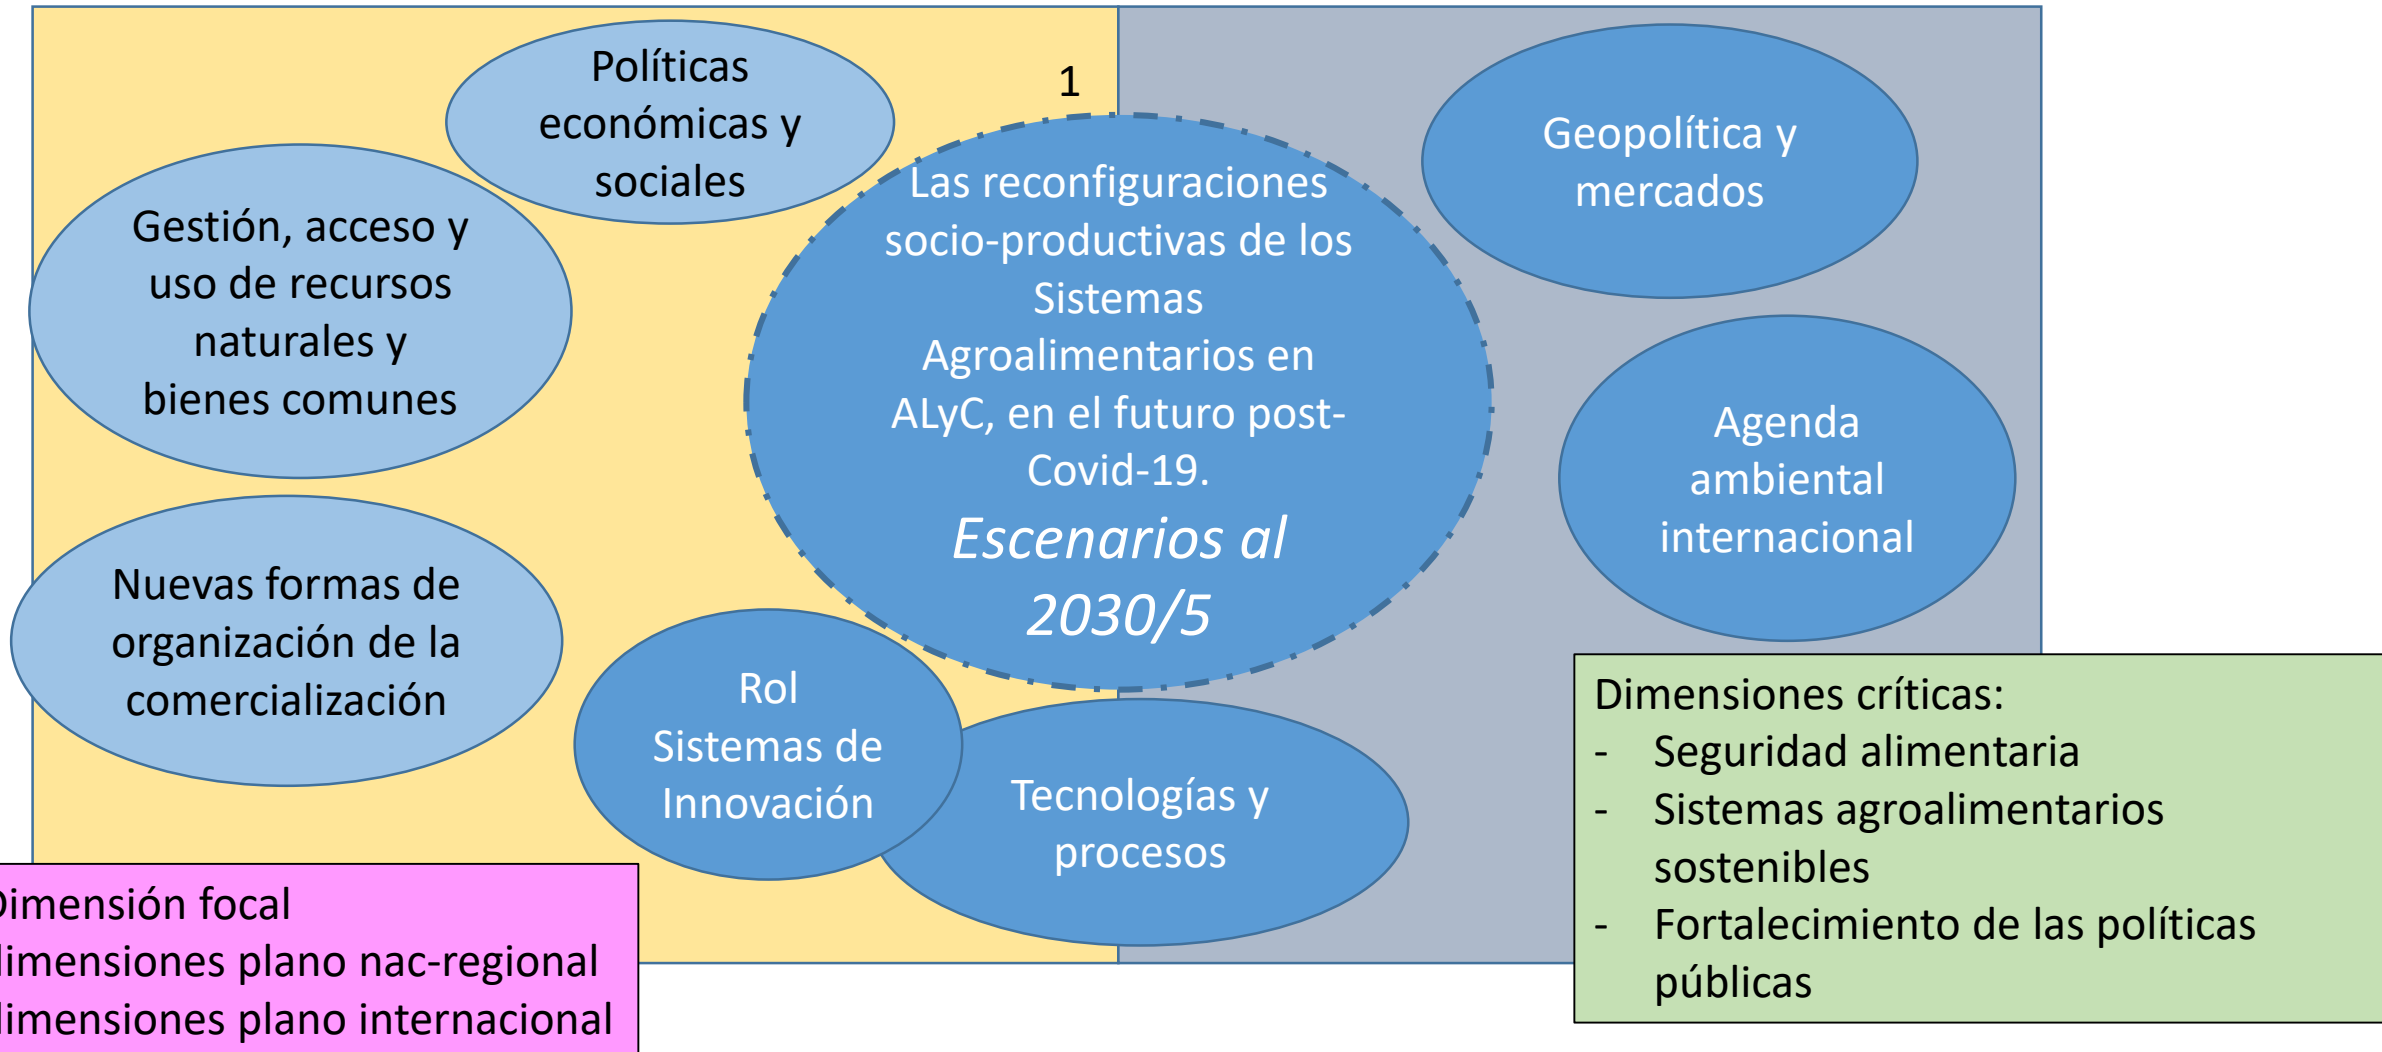 Políticas
económicas y
sociales
1
Gestión, acceso y
uso de recursos
naturales y
bienes comunes
Nuevas formas de
organización de la
comercialización
Las reconfiguraciones
socio-productivas de los
Sistemas
Agroalimentarios en
ALyC, en el futuro post-
Covid-19.
Escenarios al
2030/5
Geopolítica y
mercados
Agenda
ambiental
internacional
Rol
Sistemas de
Innovación
Tecnologías y
procesos
Dimensión focal
dimensiones plano nac-regional
dimensiones plano internacional
Dimensiones críticas:
- Seguridad alimentaria
- Sistemas agroalimentarios
sostenibles
- Fortalecimiento de las políticas
públicas